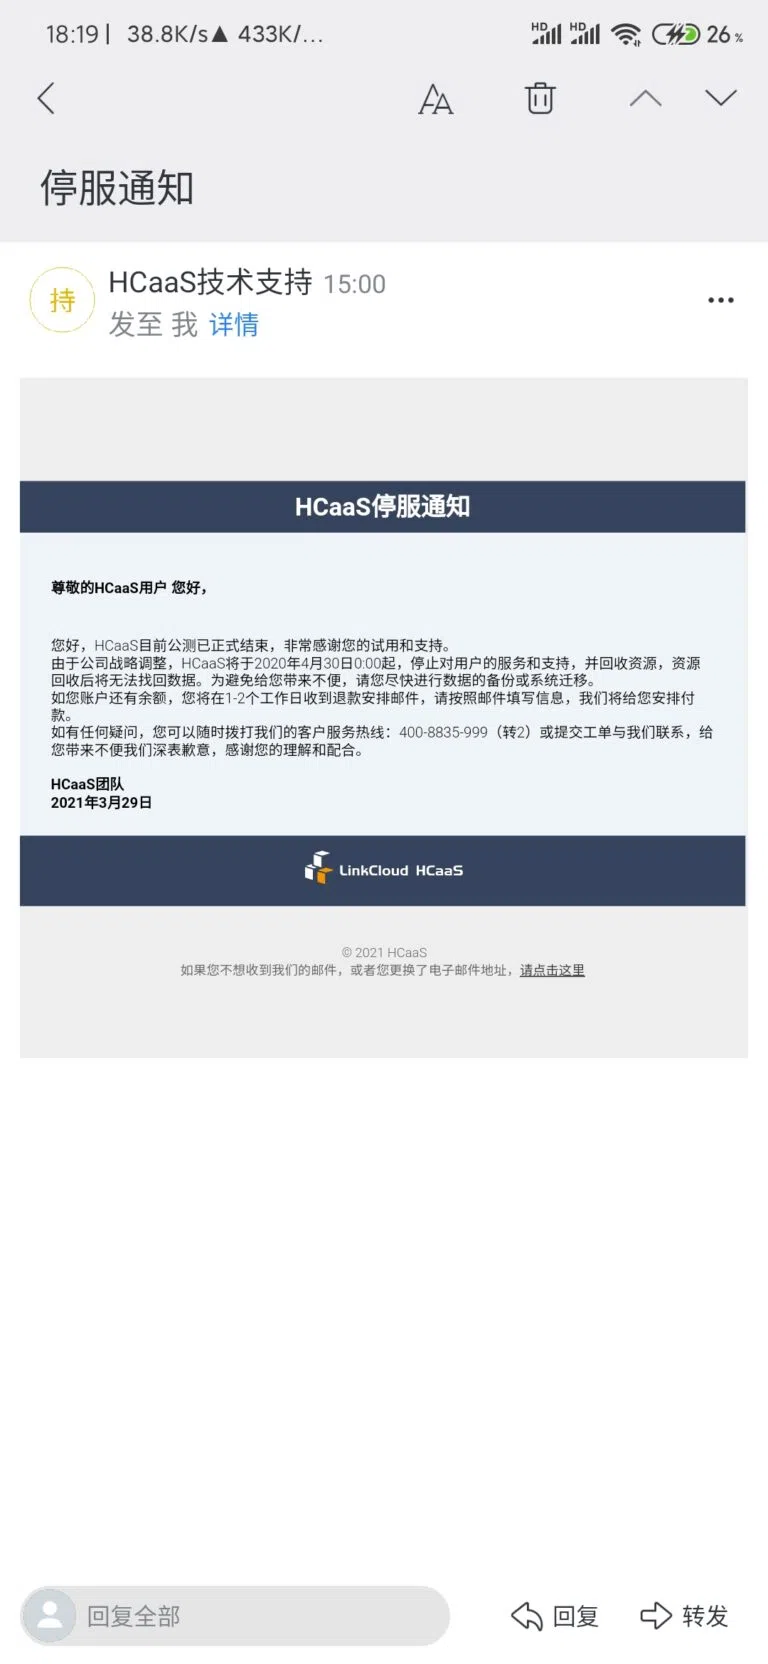 18:19 | 38.8K/s▲ 433K/... HD HD 26%
AA
停服通知
持
HCaaS技术支持 15:00
发至 我 详情
HCaaS停服通知
尊敬的HCaaS用户 您好，
您好，HCaaS目前公测已正式结束，非常感谢您的试用和支持。
由于公司战略调整，HCaaS将于2020年4月30日0:00起，停止对用户的服务和支持，并回收资源，资源
回收后将无法找回数据。为避免给您带来不便，请您尽快进行数据的备份或系统迁移。
如您账户还有余额，您将在1-2个工作日收到退款安排邮件，请按照邮件填写信息，我们将给您安排付
款。
如有任何疑问，您可以随时拨打我们的客户服务热线：400-8835-999（转2）或提交工单与我们联系，给
您带来不便我们深表歉意，感谢您的理解和配合。
HCaaS团队
2021年3月29日
LinkCloud HCaaS
© 2021 HCaaS
如果您不想收到我们的邮件，或者您更换了电子邮件地址，请点击这里
回复全部
回复
转发